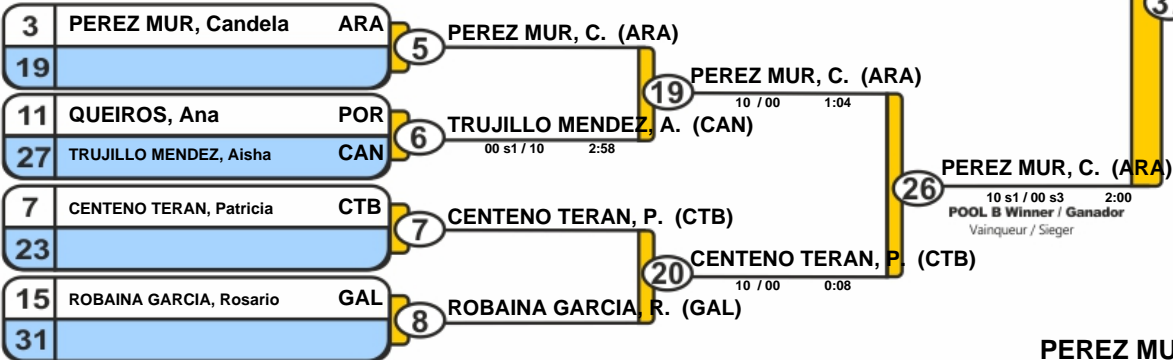 3 PEREZ MUR, Candela ARA
19
5
PEREZ MUR, C. (ARA)
11 QUEIROS, Ana POR
27 TRUJILLO MENDEZ, Aisha CAN
6
TRUJILLO MENDEZ, A. (CAN)
00 s1 / 10 2:58
19
PEREZ MUR, C. (ARA)
10 / 00 1:04
7 CENTENO TERAN, Patricia CTB
23
7
CENTENO TERAN, P. (CTB)
15 ROBAINA GARCIA, Rosario GAL
31
8
ROBAINA GARCIA, R. (GAL)
20
CENTENO TERAN, P. (CTB)
10 / 00 0:08
26
PEREZ MUR, C. (ARA)
10 s1 / 00 s3 2:00
POOL B Winner / Ganador
Vainqueur / Sieger
PEREZ MU